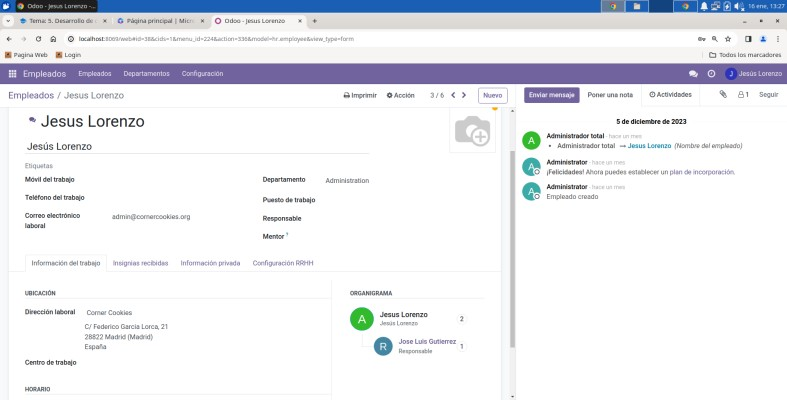 Odoo - Jesus Lorenzo -...
16 ene, 13:27
Tema: 5. Desarrollo de
Página principal | Micr
Odoo - Jesus Lorenzo
localhost:8069/web#id=38&cids=1&menu_id=224&action=336&model=hr.employee&view_type=form
Pagina Web
Login
Todos los marcadores
Empleados
Empleados
Departamentos
Configuración
Jesús Lorenzo
Empleados / Jesus Lorenzo
Imprimir
Acción
3 / 6
Nuevo
Enviar mensaje
Poner una nota
Actividades
1
Seguir
Jesus Lorenzo
Jesús Lorenzo
Etiquetas
Móvil del trabajo
Teléfono del trabajo
Correo electrónico
laboral
admin@cornercookies.org
Departamento
Administration
Puesto de trabajo
Responsable
Mentor ?
Información del trabajo
Insignias recibidas
Información privada
Configuración RRHH
UBICACIÓN
Dirección laboral
Corner Cookies
C/ Federico Garcia Lorca, 21
28822 Madrid (Madrid)
España
Centro de trabajo
HORARIO
ORGANIGRAMA
A
Jesus Lorenzo
Jesús Lorenzo
2
R
Jose Luis Gutierrez
Responsable
1
5 de diciembre de 2023
A
Administrador total - hace un mes
• Administrador total → Jesus Lorenzo (Nombre del empleado)
A
Administrator - hace un mes
¡Felicidades! Ahora puedes establecer un plan de incorporación.
A
Administrator - hace un mes
Empleado creado